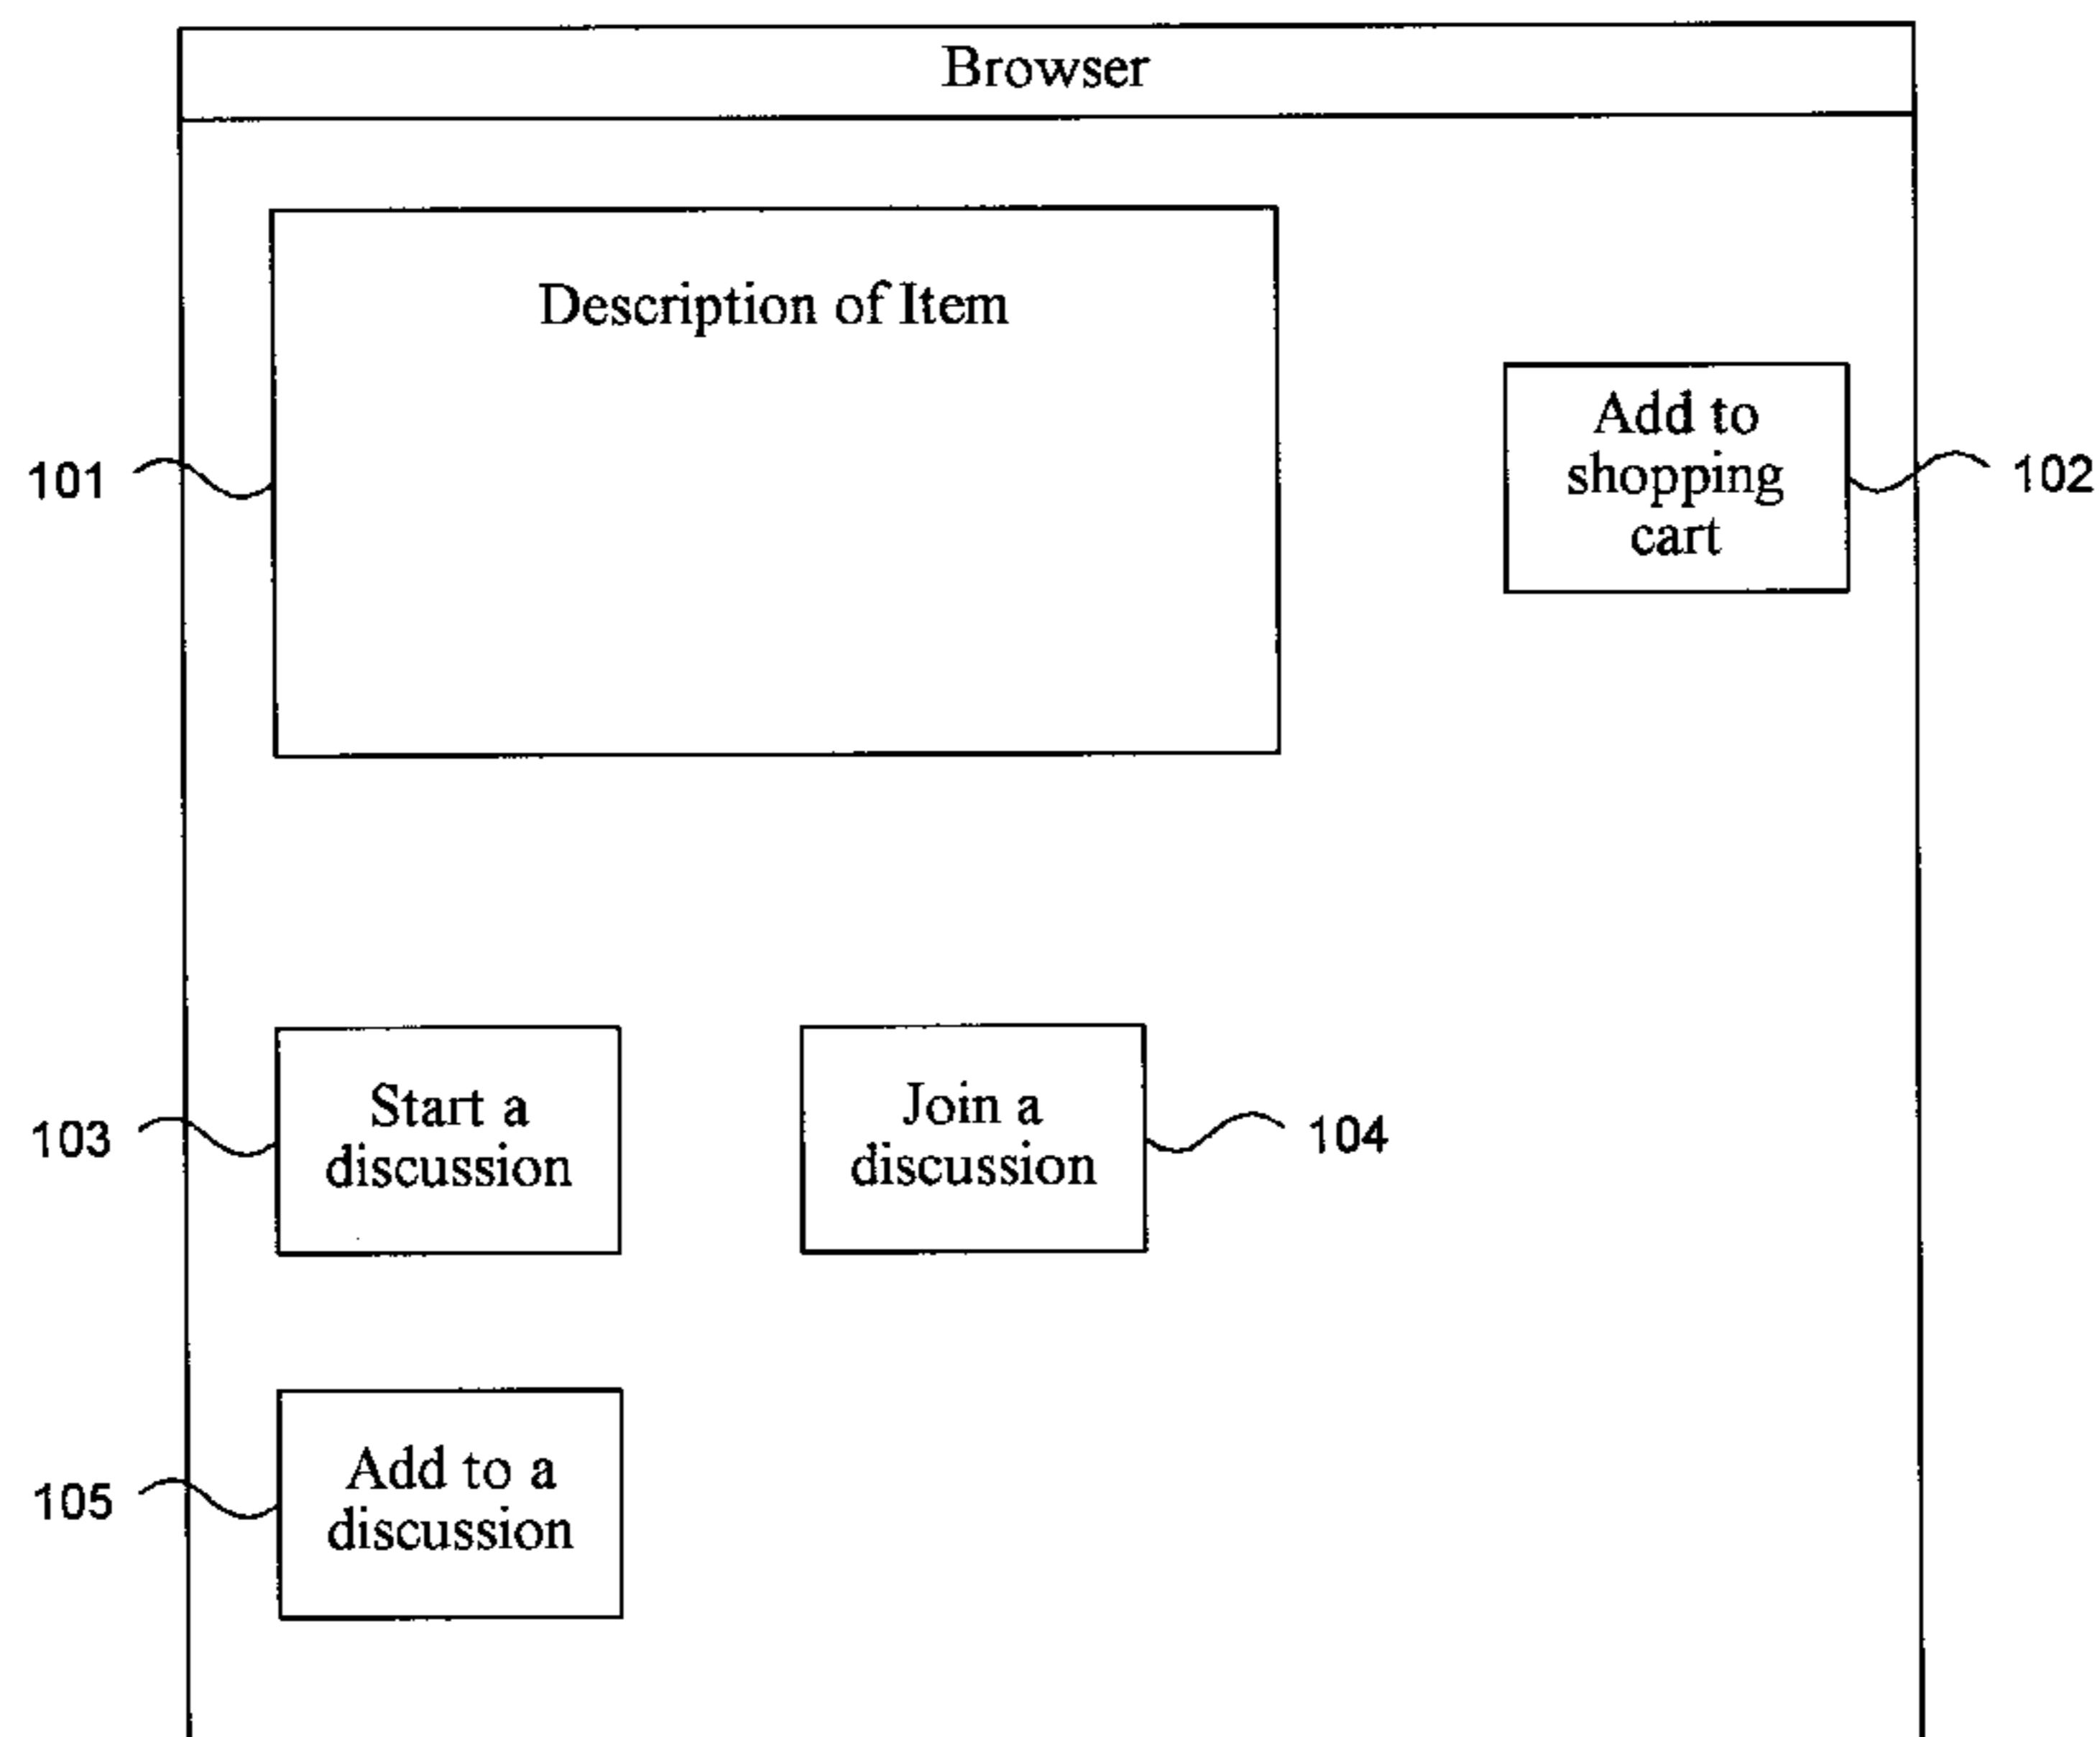 Browser
Description of Item
Add to
shopping
cart
101
102
Start a
discussion
Join a
discussion
103
104
Add to a
discussion
105